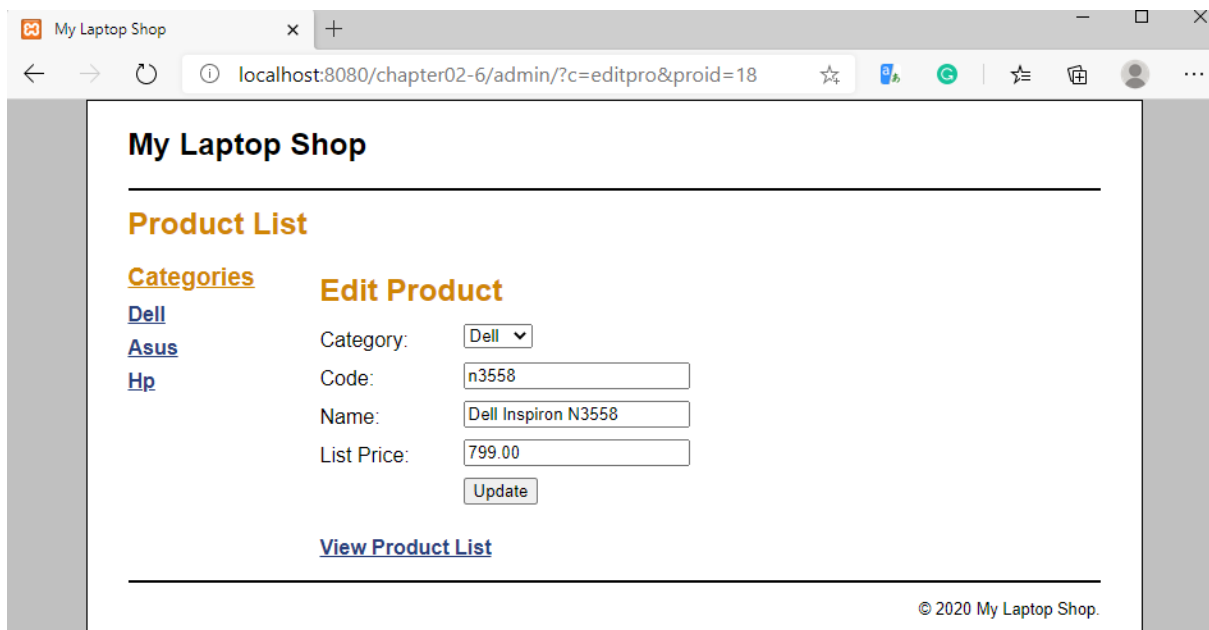 My Laptop Shop
localhost:8080/chapter02-6/admin/?c=editpro&proid=18
My Laptop Shop
Product List
Categories
Dell
Asus
Hp
Edit Product
Category: Dell
Code: n3558
Name: Dell Inspiron N3558
List Price: 799.00
Update
View Product List
© 2020 My Laptop Shop.